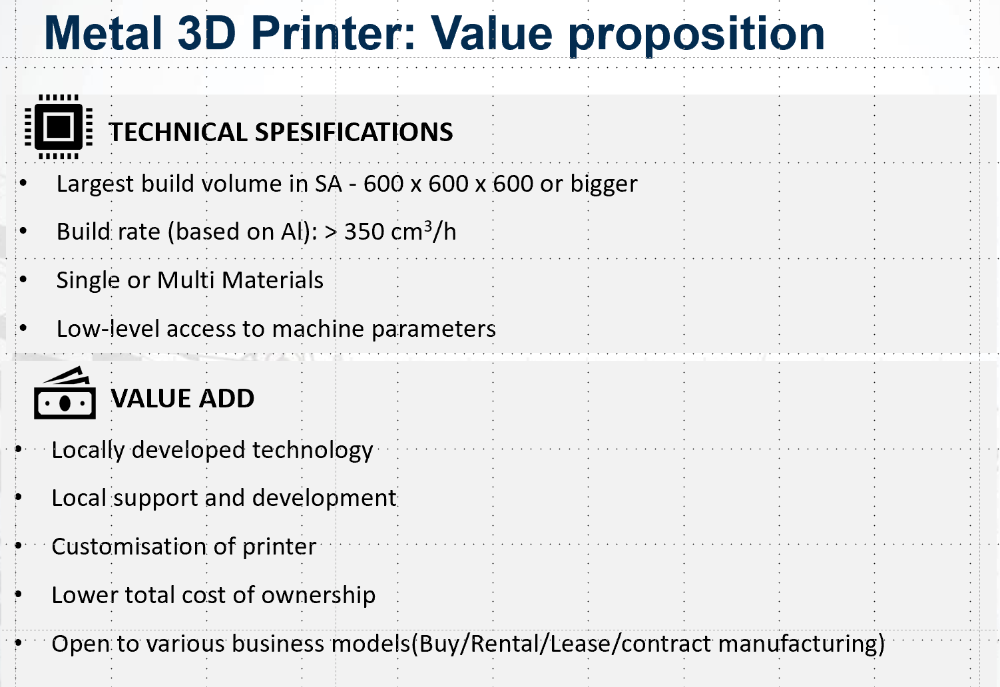 Metal 3D Printer: Value proposition
TECHNICAL SPESIFICATIONS
• Largest build volume in SA - 600 x 600 x 600 or bigger
• Build rate (based on Al): > 350 cm³/h
• Single or Multi Materials
• Low-level access to machine parameters
VALUE ADD
• Locally developed technology
• Local support and development
• Customisation of printer
• Lower total cost of ownership
• Open to various business models(Buy/Rental/Lease/contract manufacturing)